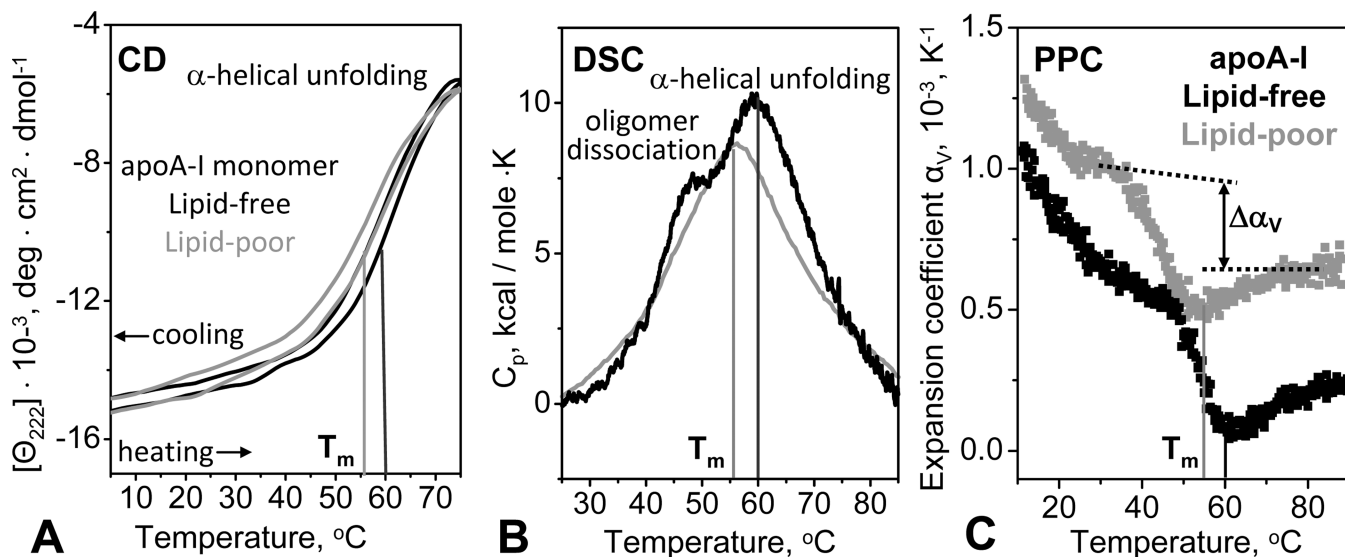 CD
α-helical unfolding
apoA-I monomer
Lipid-free
Lipid-poor
←cooling
heating→
Tm
-4
-8
-12
-16
[Θ222] · 10-3, deg · cm2 · dmol-1
10 20 30 40 50 60 70
Temperature, oC
A
DSC
α-helical unfolding
oligomer
dissociation
Tm
10
5
0
Cp, kcal / mole ·K
30 40 50 60 70 80
Temperature, oC
B
PPC
apoA-I
Lipid-free
Lipid-poor
ΔαV
Tm
1.5
1.0
0.5
0.0
Expansion coefficient αV, 10-3, K-1
20 40 60 80
Temperature, oC
C